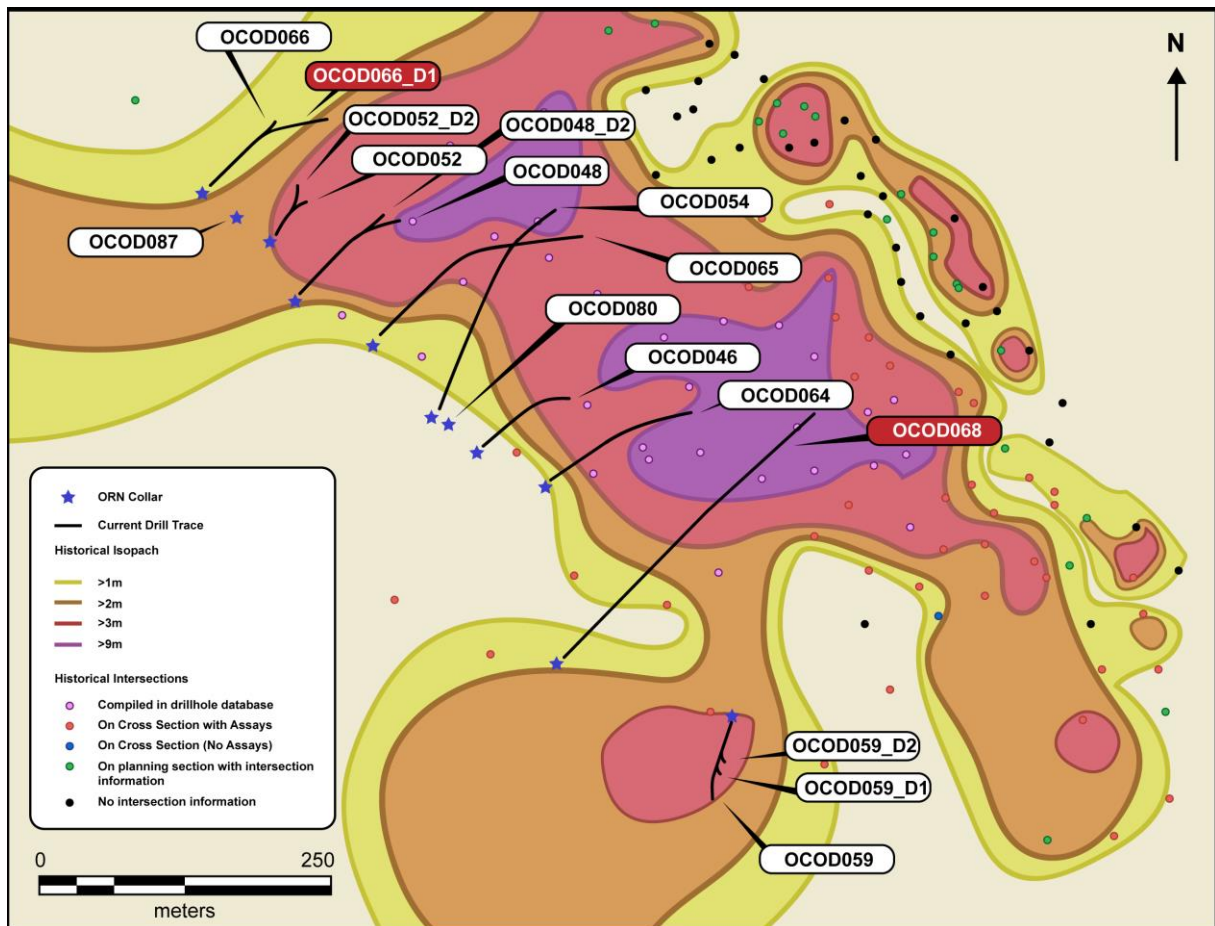 OCOD066
N
OCOD066_D1
OCOD052_D2
OCOD048_D2
OCOD052
OCOD048
OCOD054
OCOD087
OCOD065
OCOD080
OCOD046
OCOD064
OCOD068
ORN Collar
Current Drill Trace
Historical Isopach
>1m
>2m
>3m
>9m
Historical Intersections
Compiled in drillhole database
On Cross Section with Assays
On Cross Section (No Assays)
On planning section with intersection
information
No intersection information
OCOD059_D2
OCOD059_D1
OCOD059
0 250
meters